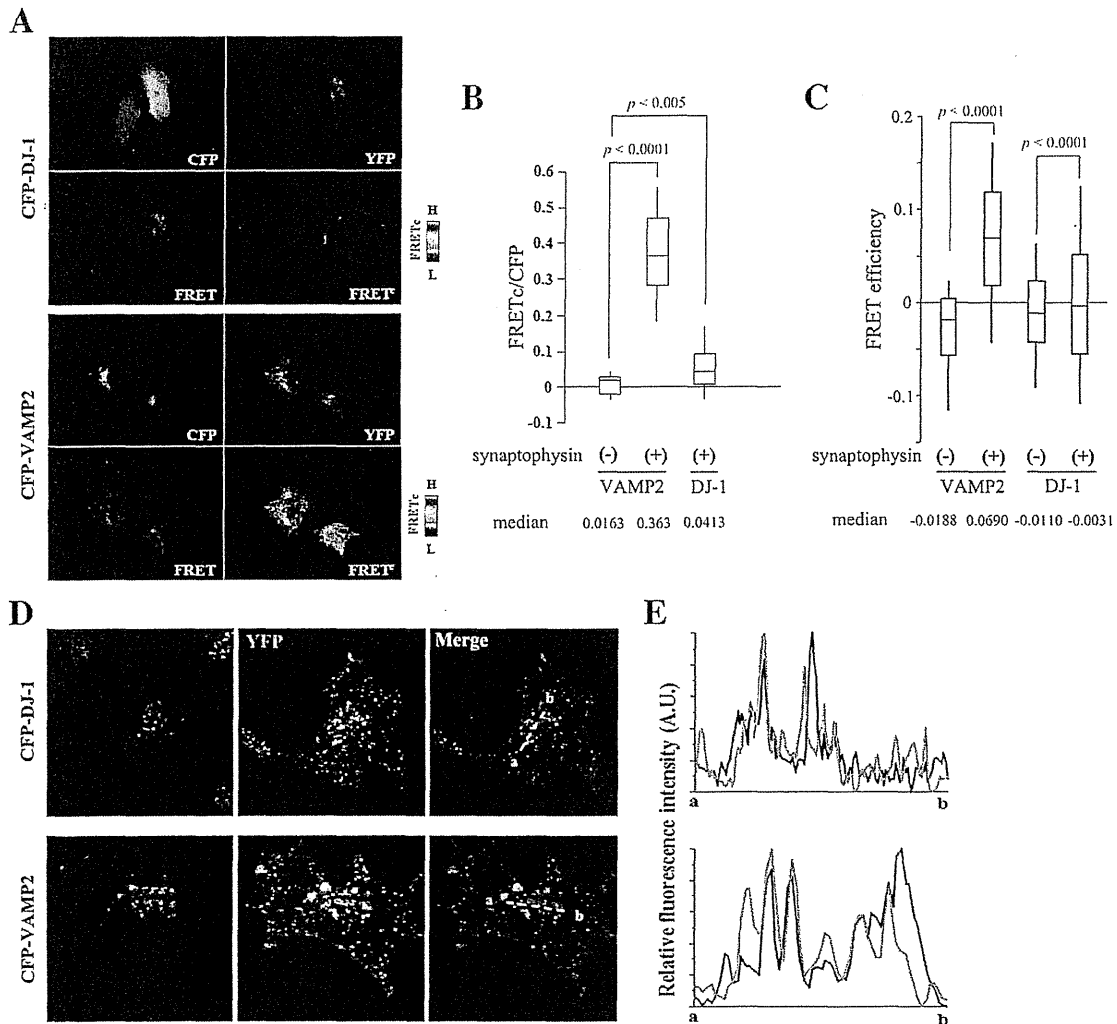 A
CFP-DJ-1
CFP
YFP
FRET
FRETc
H
FRETc
L
CFP-VAMP2
CFP
YFP
FRET
FRETc
H
FRETc
L
B
p < 0.005
p < 0.0001
FRETc/CFP
0.6
0.5
0.4
0.3
0.2
0.1
0
-0.1
synaptophysin (-) (+) (+)
VAMP2 DJ-1
median 0.0163 0.363 0.0413
C
p < 0.0001
p < 0.0001
FRET efficiency
0.2
0.1
0
-0.1
synaptophysin (-) (+) (-) (+)
VAMP2 DJ-1
median -0.0188 0.0690 -0.0110 -0.0031
D
CFP-DJ-1
YFP
Merge
a
b
CFP-VAMP2
a
b
E
Relative fluorescence intensity (A.U.)
a b
a b